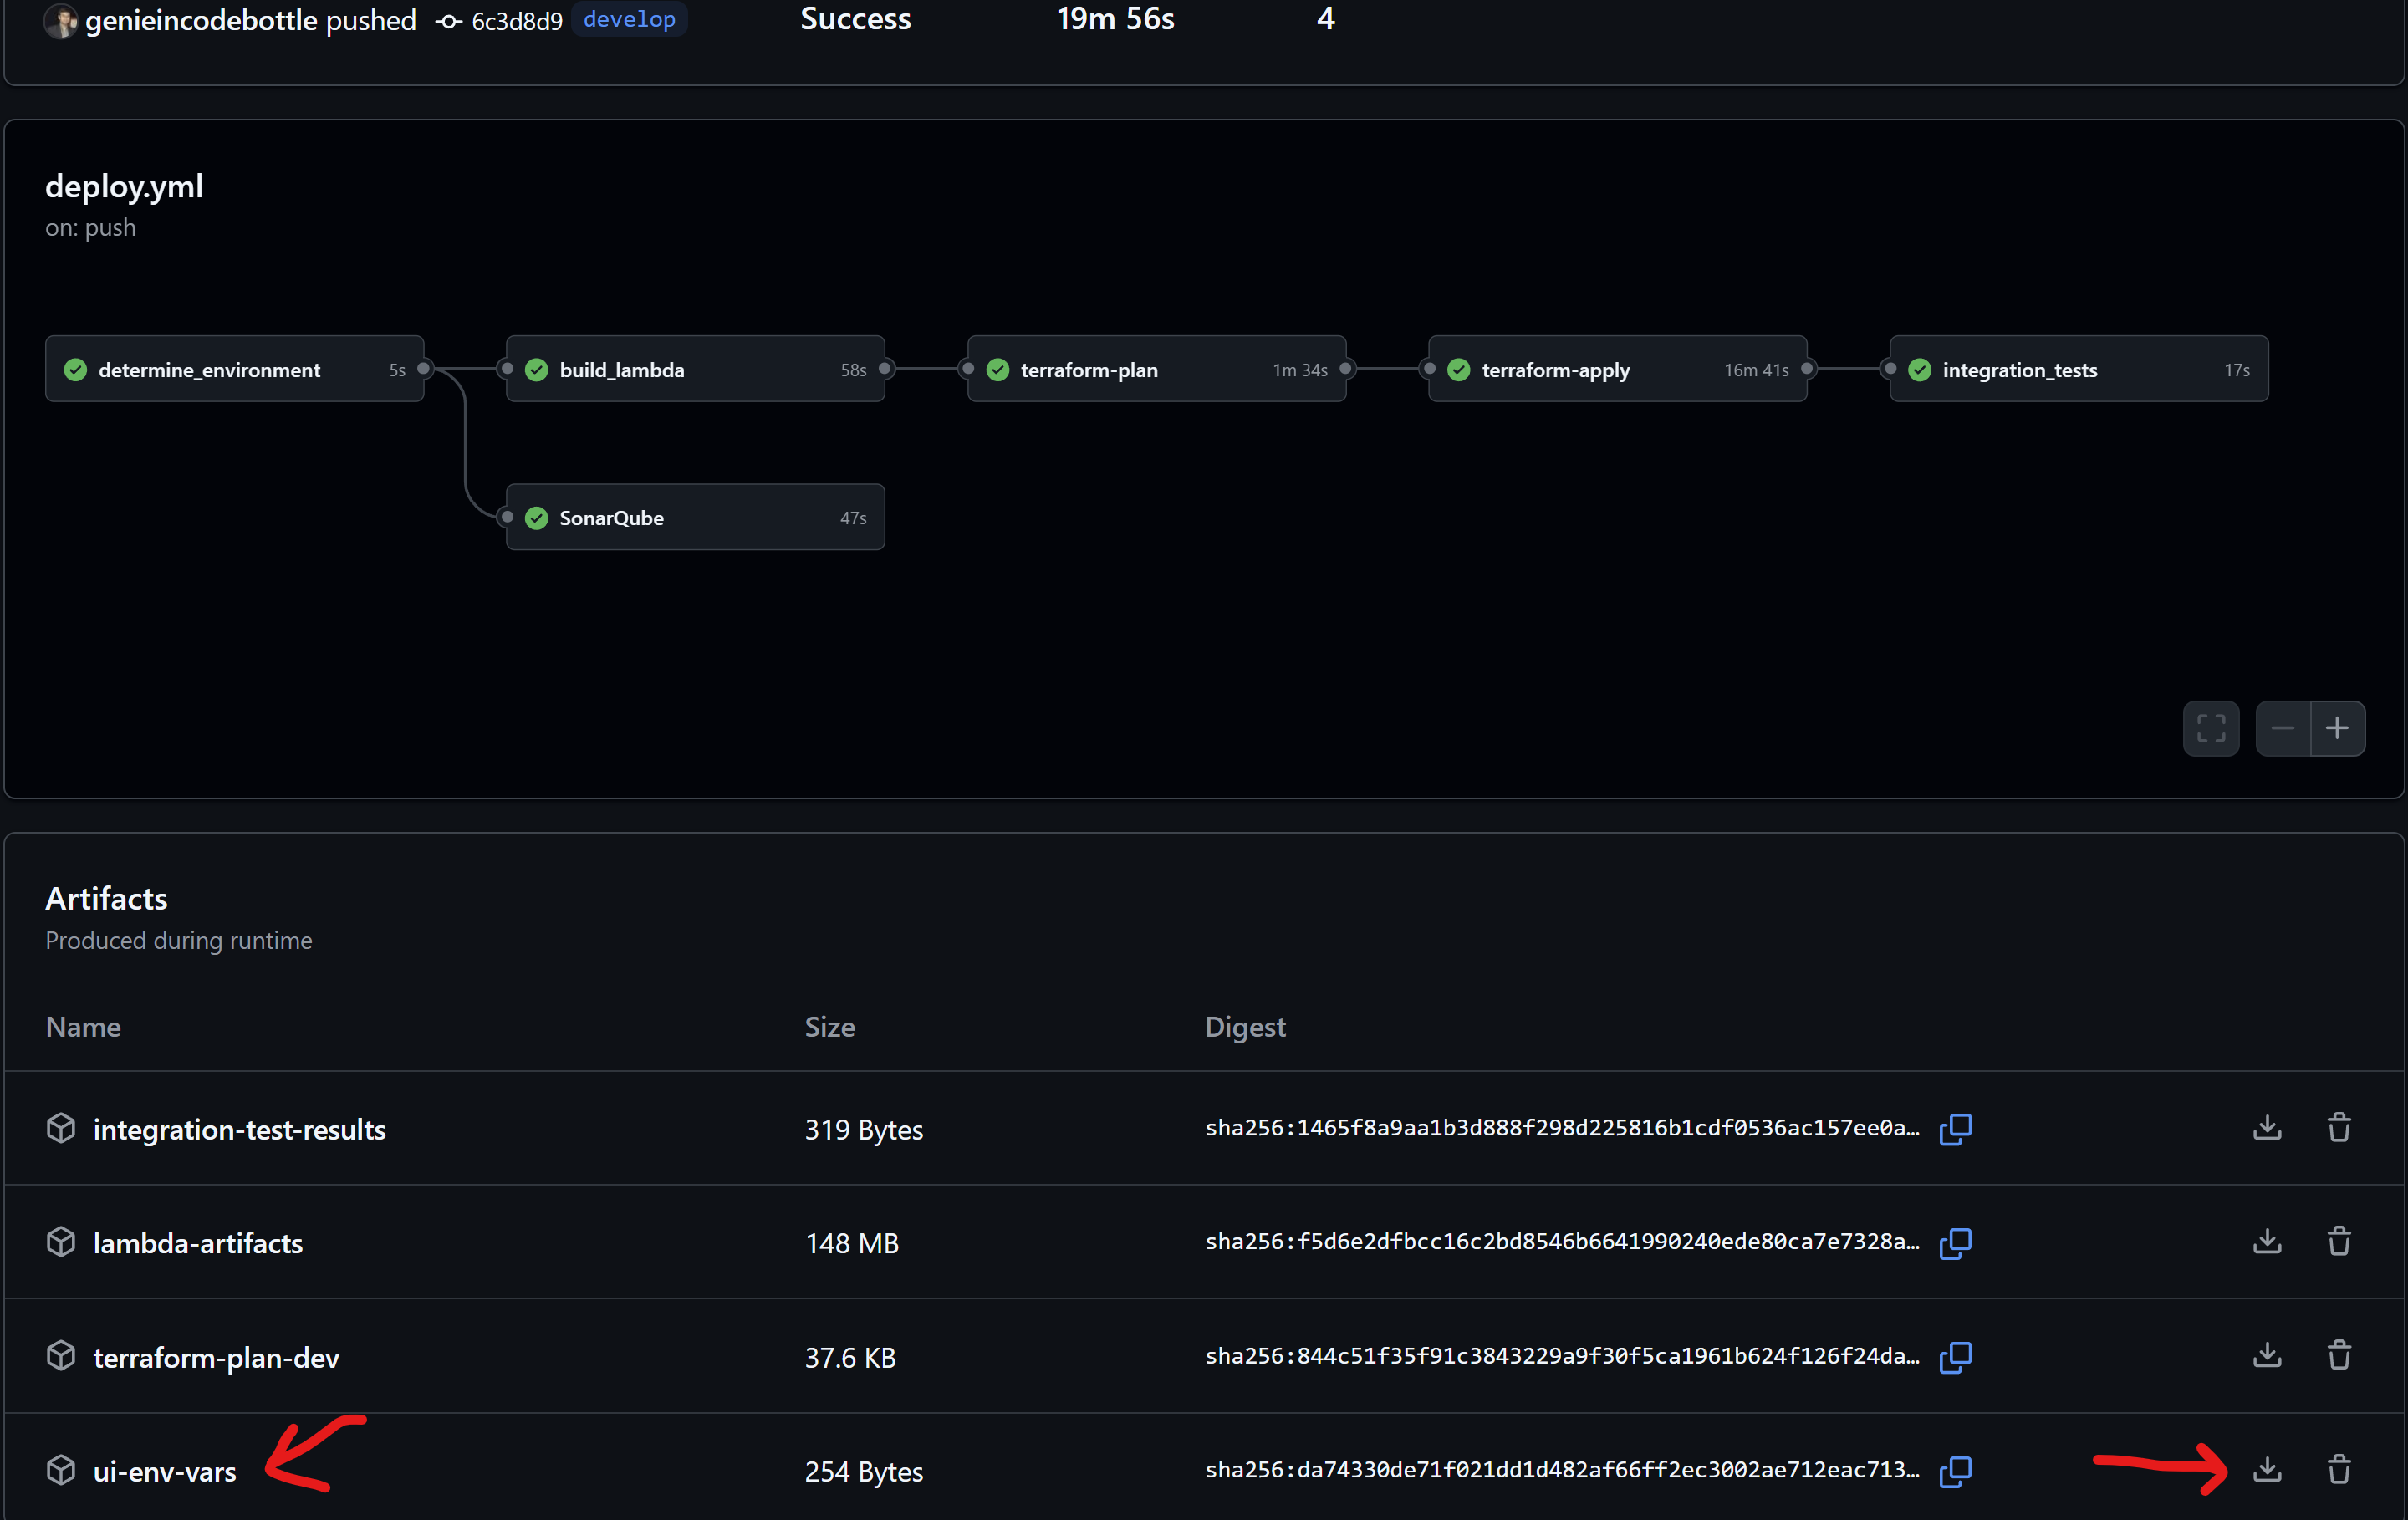 genieincodebottle pushed 6c3d8d9 develop Success 19m 56s 4
deploy.yml
on: push
determine_environment 5s build_lambda 58s terraform-plan 1m 34s terraform-apply 16m 41s integration_tests 17s
SonarQube 47s
Artifacts
Produced during runtime
Name Size Digest
integration-test-results 319 Bytes sha256:1465f8a9aa1b3d888f298d225816b1cdf0536ac157ee0a…
lambda-artifacts 148 MB sha256:f5d6e2dfbcc16c2bd8546b6641990240ede80ca7e7328a…
terraform-plan-dev 37.6 KB sha256:844c51f35f91c3843229a9f30f5ca1961b624f126f24da…
ui-env-vars 254 Bytes sha256:da74330de71f021dd1d482af66ff2ec3002ae712eac713…